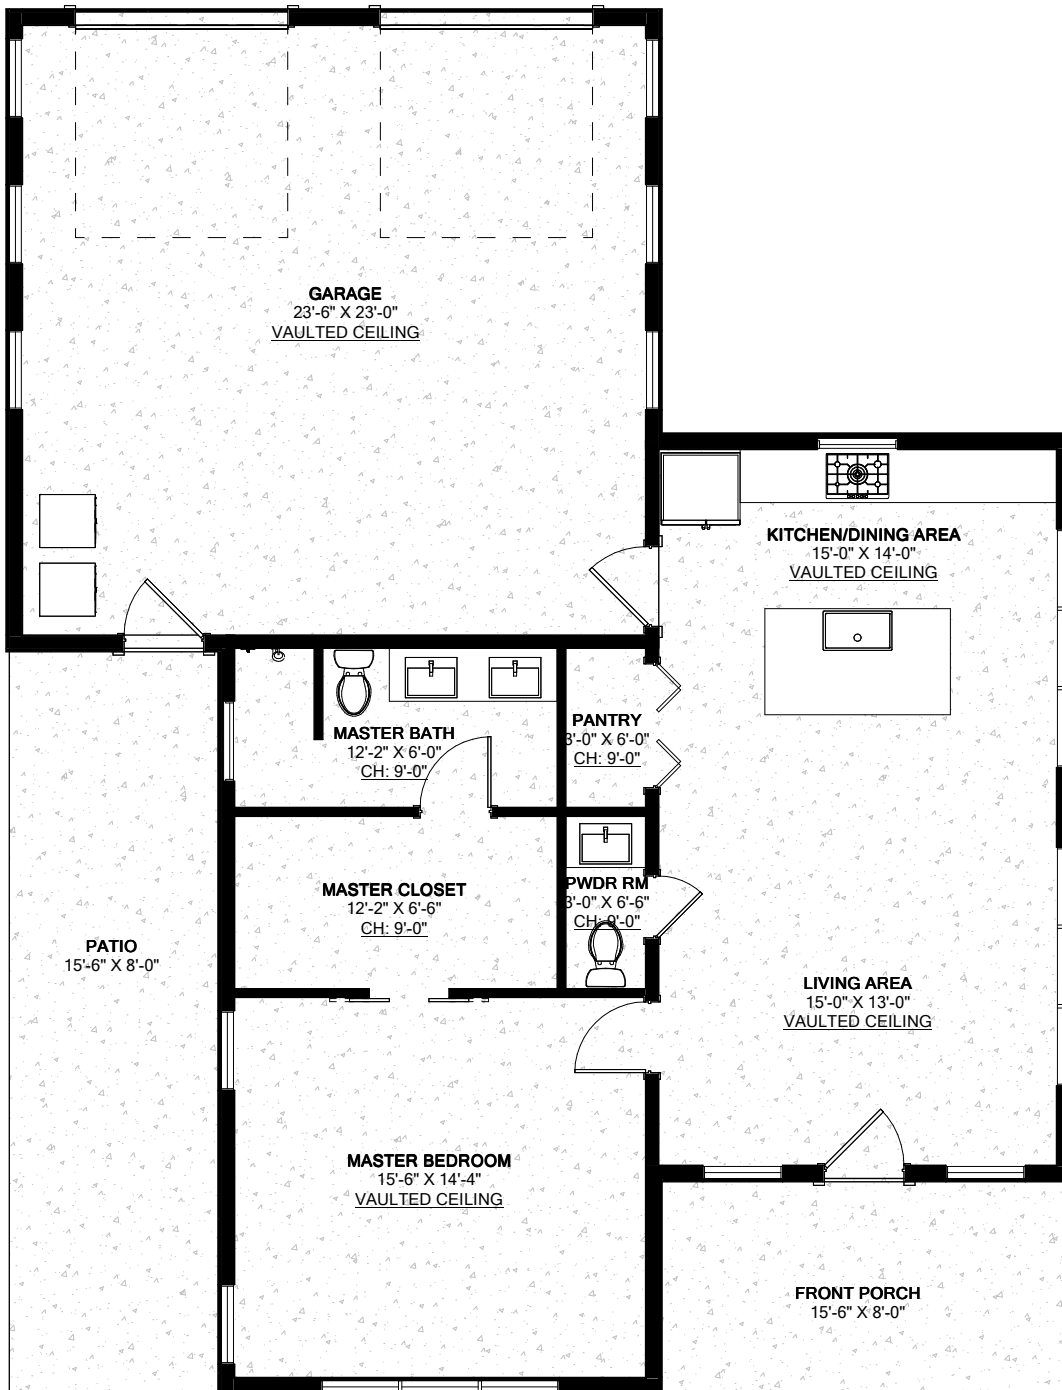 GARAGE
23'-6" X 23'-0"
VAULTED CEILING
KITCHEN/DINING AREA
15'-0" X 14'-0"
VAULTED CEILING
MASTER BATH
12'-2" X 6'-0"
CH: 9'-0"
PANTRY
3'-0" X 6'-0"
CH: 9'-0"
MASTER CLOSET
12'-2" X 6'-6"
CH: 9'-0"
PWDR RM
3'-0" X 6'-6"
CH: 9'-0"
PATIO
15'-6" X 8'-0"
LIVING AREA
15'-0" X 13'-0"
VAULTED CEILING
MASTER BEDROOM
15'-6" X 14'-4"
VAULTED CEILING
FRONT PORCH
15'-6" X 8'-0"